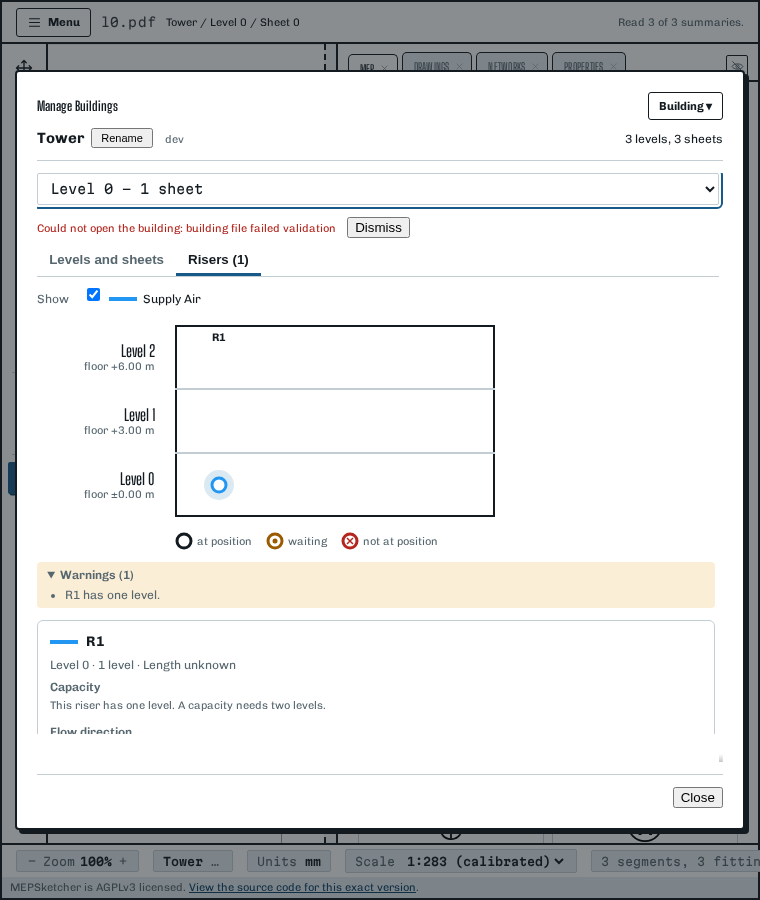 Menu l0.pdf Tower / Level 0 / Sheet 0 Read 3 of 3 summaries.
MEP × DRAWINGS × NETWORKS × PROPERTIES ×
Manage Buildings
Building ▾
Tower Rename dev 3 levels, 3 sheets
Level 0 — 1 sheet
Could not open the building: building file failed validation Dismiss
Levels and sheets Risers (1)
Show Supply Air
R1
Level 2
floor +6.00 m
Level 1
floor +3.00 m
Level 0
floor ±0.00 m
at position waiting not at position
▼ Warnings (1)
• R1 has one level.
R1
Level 0 · 1 level · Length unknown
Capacity
This riser has one level. A capacity needs two levels.
Flow direction
Close
− Zoom 100% + Tower … Units mm Scale 1:283 (calibrated) 3 segments, 3
MEPSketcher is AGPLv3 licensed. View the source code for this exact version.